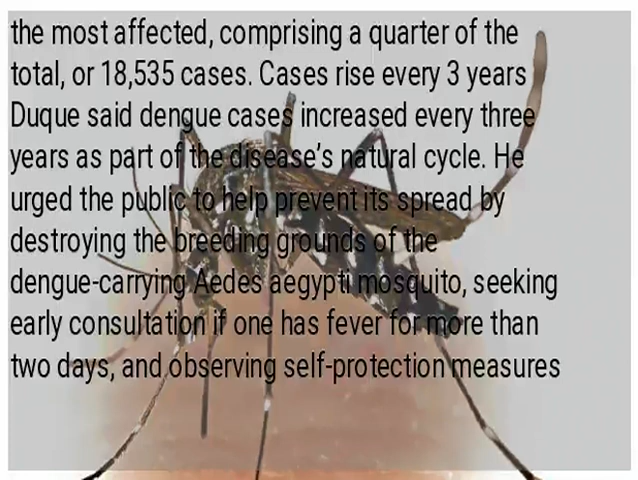 the most affected, comprising a quarter of the
total, or 18,535 cases. Cases rise every 3 years
Duque said dengue cases increased every three
years as part of the disease's natural cycle. He
urged the public to help prevent its spread by
destroying the breeding grounds of the
dengue-carrying Aedes aegypti mosquito, seeking
early consultation if one has fever for more than
two days, and observing self-protection measures